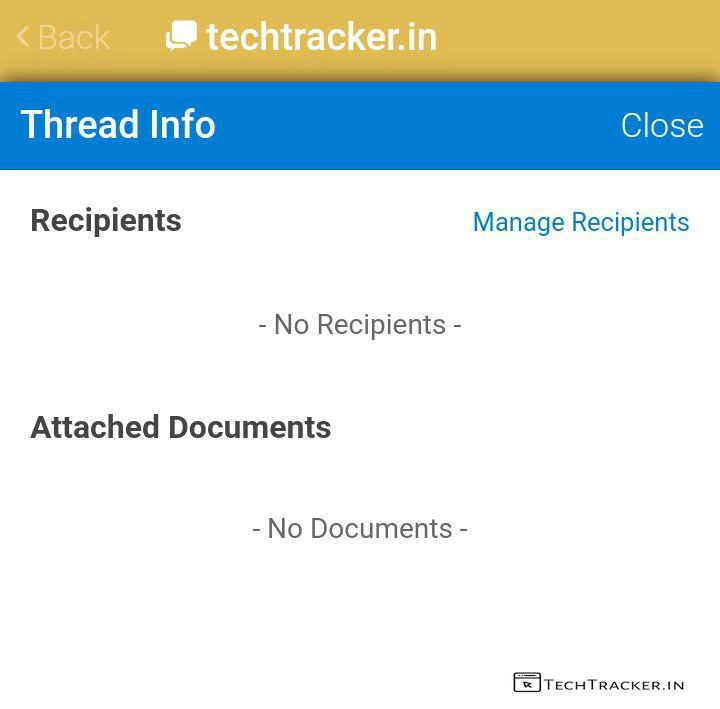 Back techtracker.in
Thread Info Close
Recipients Manage Recipients
- No Recipients -
Attached Documents
- No Documents -
TECHTRACKER.IN